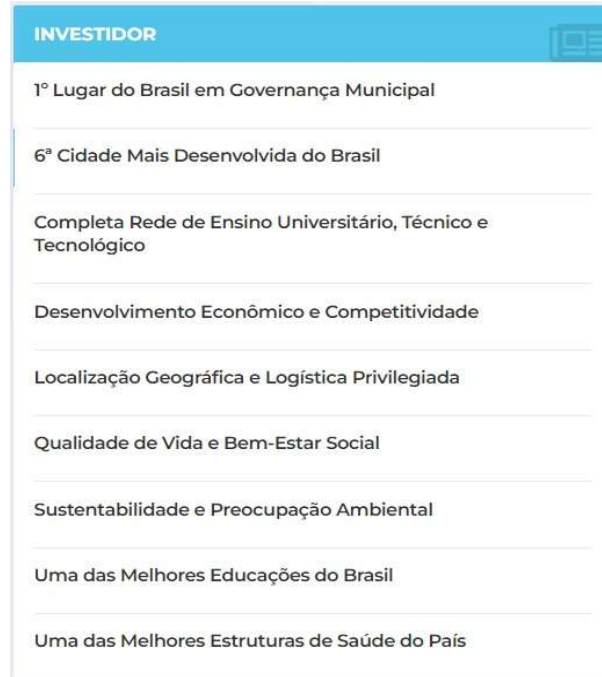 INVESTIDOR
1º Lugar do Brasil em Governança Municipal
6ª Cidade Mais Desenvolvida do Brasil
Completa Rede de Ensino Universitário, Técnico e
Tecnológico
Desenvolvimento Econômico e Competitividade
Localização Geográfica e Logística Privilegiada
Qualidade de Vida e Bem-Estar Social
Sustentabilidade e Preocupação Ambiental
Uma das Melhores Educações do Brasil
Uma das Melhores Estruturas de Saúde do País